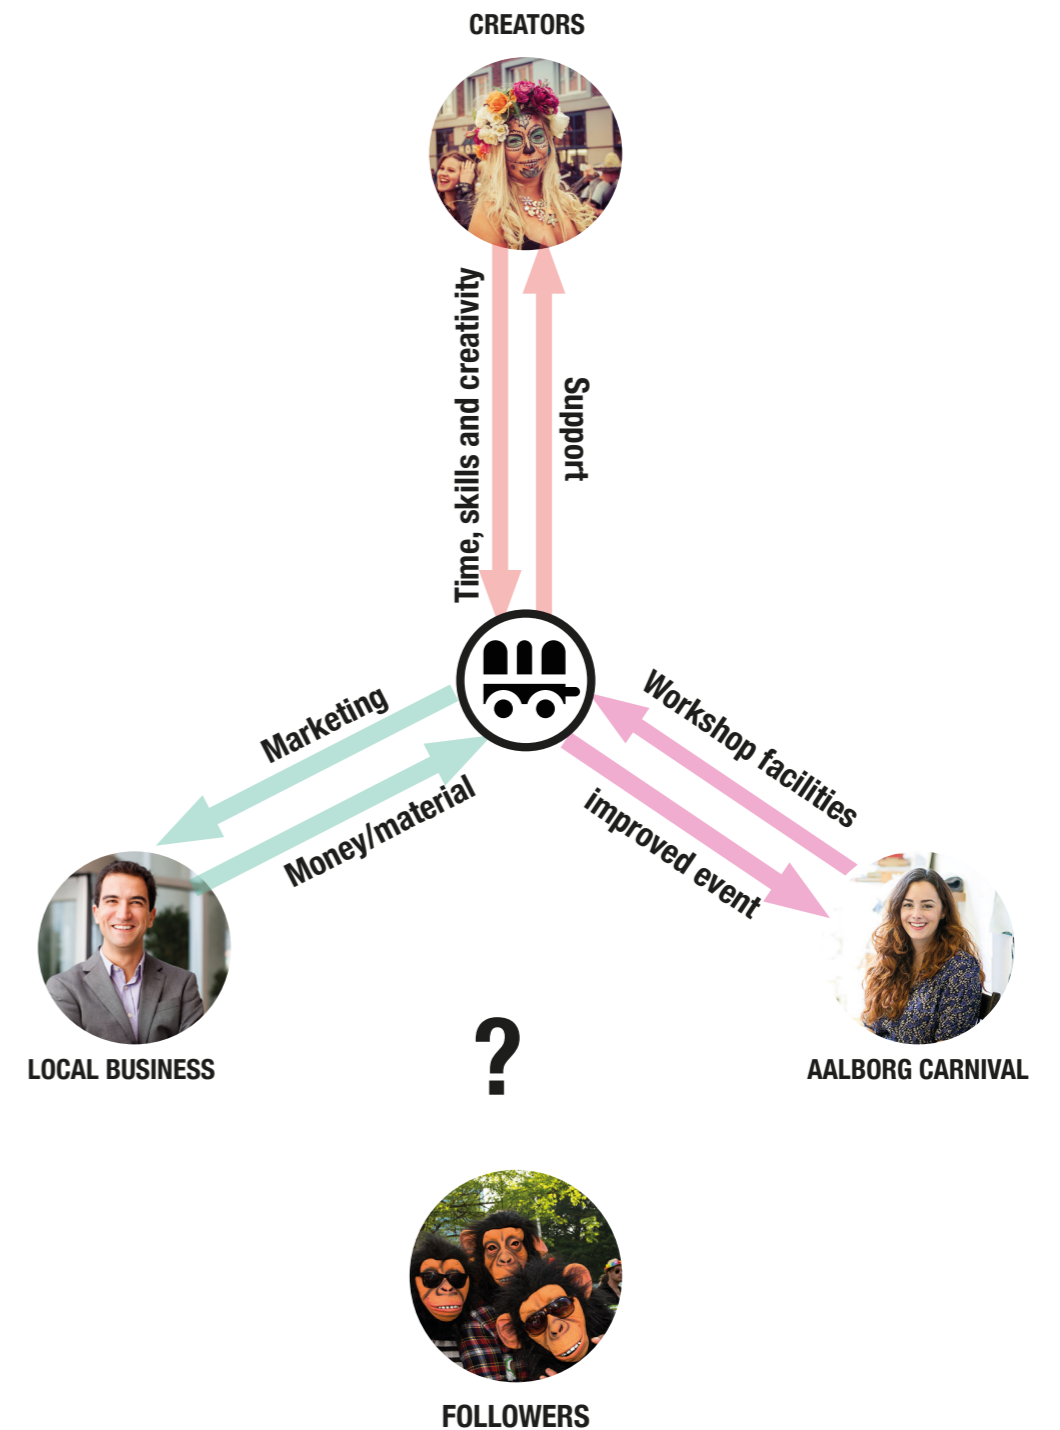 CREATORS
Time, skills and creativity
Support
Marketing
Money/material
Workshop facilities
improved event
LOCAL BUSINESS
?
AALBORG CARNIVAL
FOLLOWERS